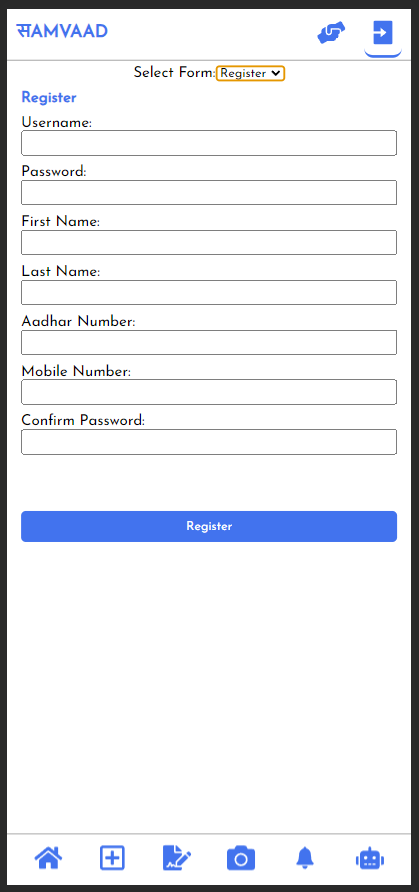 सAMVAAD
Select Form: Register
Register
Username:
Password:
First Name:
Last Name:
Aadhar Number:
Mobile Number:
Confirm Password:
Register